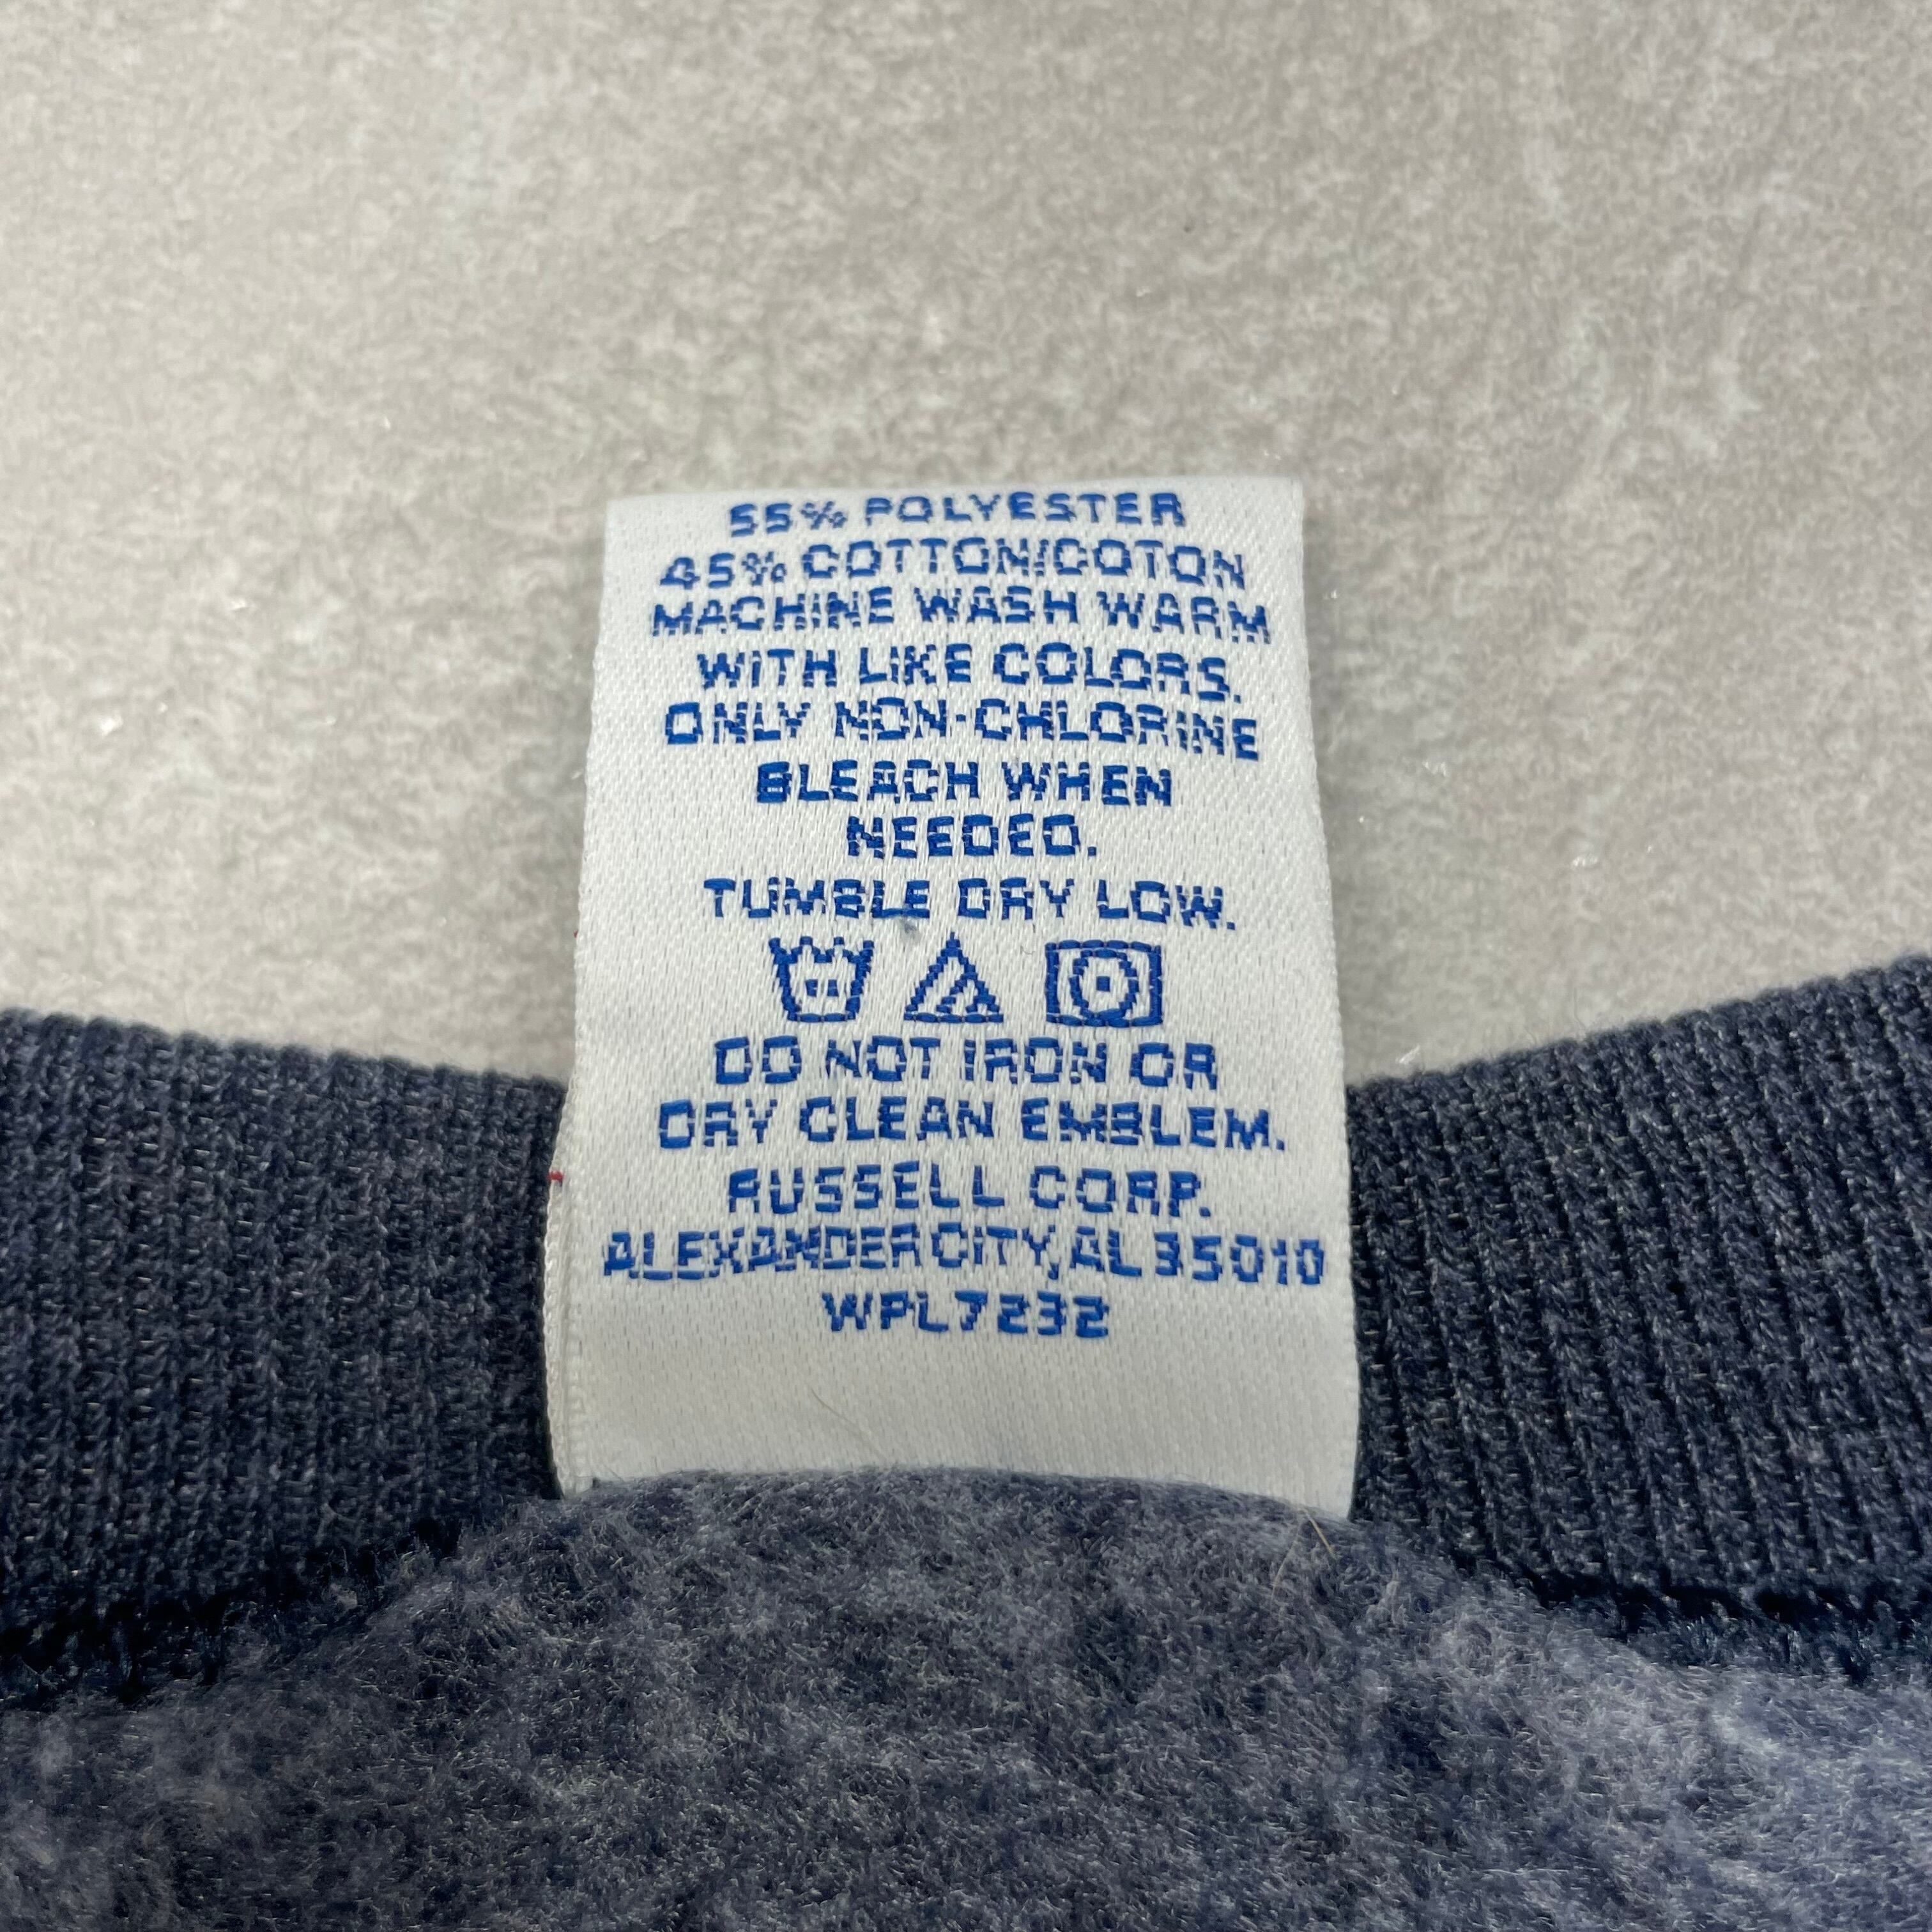 55% POLYESTER
45% COTTON/COTON
MACHINE WASH WARM
WITH LIKE COLORS.
ONLY NON-CHLORINE
BLEACH WHEN
NEEDED.
TUMBLE DRY LOW.
DO NOT IRON OR
DRY CLEAN EMBLEM.
RUSSELL CORP.
ALEXANDER CITY, AL 35010
WPL7232